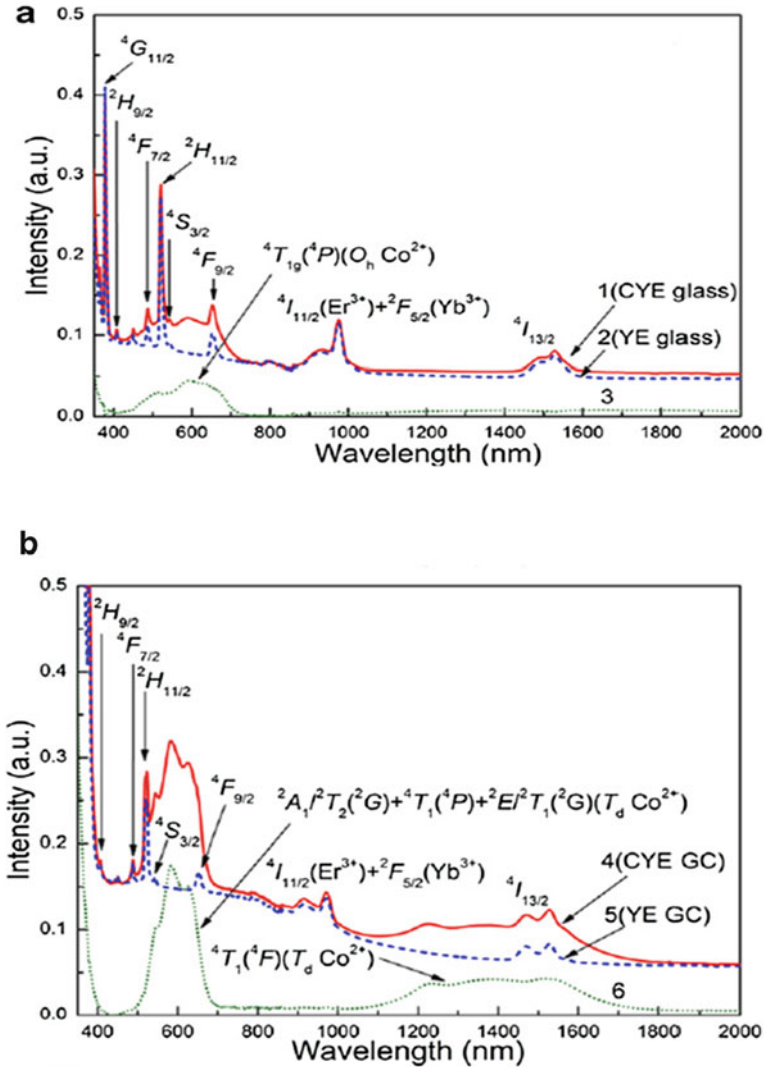 a
0.5
0.4
0.3
0.2
0.1
0.0
Intensity (a.u.)
⁴G₁₁/₂
²H₉/₂
⁴F₇/₂
²H₁₁/₂
⁴S₃/₂
⁴F₉/₂
⁴T₁g(⁴P)(Oₕ Co²⁺)
⁴I₁₁/₂(Er³⁺)+²F₅/₂(Yb³⁺)
⁴I₁₃/₂
1(CYE glass)
2(YE glass)
3
400 600 800 1000 1200 1400 1600 1800 2000
Wavelength (nm)
b
0.5
0.4
0.3
0.2
0.1
0.0
Intensity (a.u.)
²H₉/₂
⁴F₇/₂
²H₁₁/₂
⁴S₃/₂
⁴F₉/₂
²A₁/²T₂(²G)+⁴T₁(⁴P)+²E/²T₁(²G)(T_d Co²⁺)
⁴I₁₁/₂(Er³⁺)+²F₅/₂(Yb³⁺)
⁴I₁₃/₂
4(CYE GC)
5(YE GC)
⁴T₁(⁴F)(T_d Co²⁺)
6
400 600 800 1000 1200 1400 1600 1800 2000
Wavelength (nm)